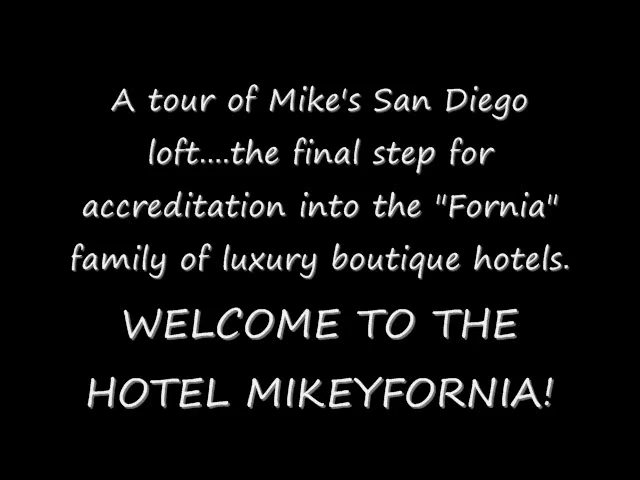 A tour of Mike's San Diego
loft....the final step for
accreditation into the "Fornia"
family of luxury boutique hotels.
WELCOME TO THE
HOTEL MIKEYFORNIA!